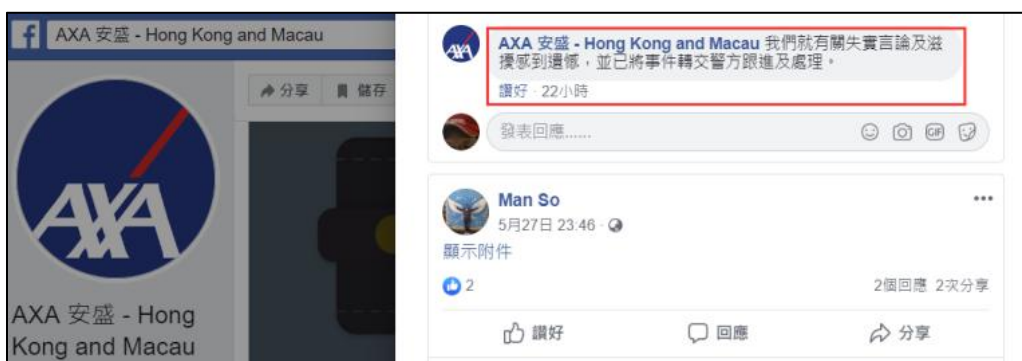 AXA 安盛 - Hong Kong and Macau
分享
儲存
AXA
AXA 安盛 - Hong
Kong and Macau
AXA
AXA 安盛 - Hong Kong and Macau 我們就有關失實言論及滋
擾感到遺憾，並已將事件轉交警方跟進及處理。
讚好 · 22小時
發表回應......
GIF
Man So
5月27日 23:46 ·
顯示附件
2
2個回應 2次分享
讚好
回應
分享